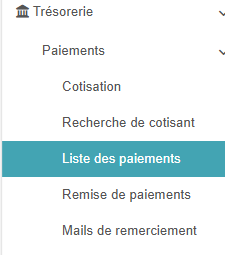 Trésorerie
Paiements
Cotisation
Recherche de cotisant
Liste des paiements
Remise de paiements
Mails de remerciement